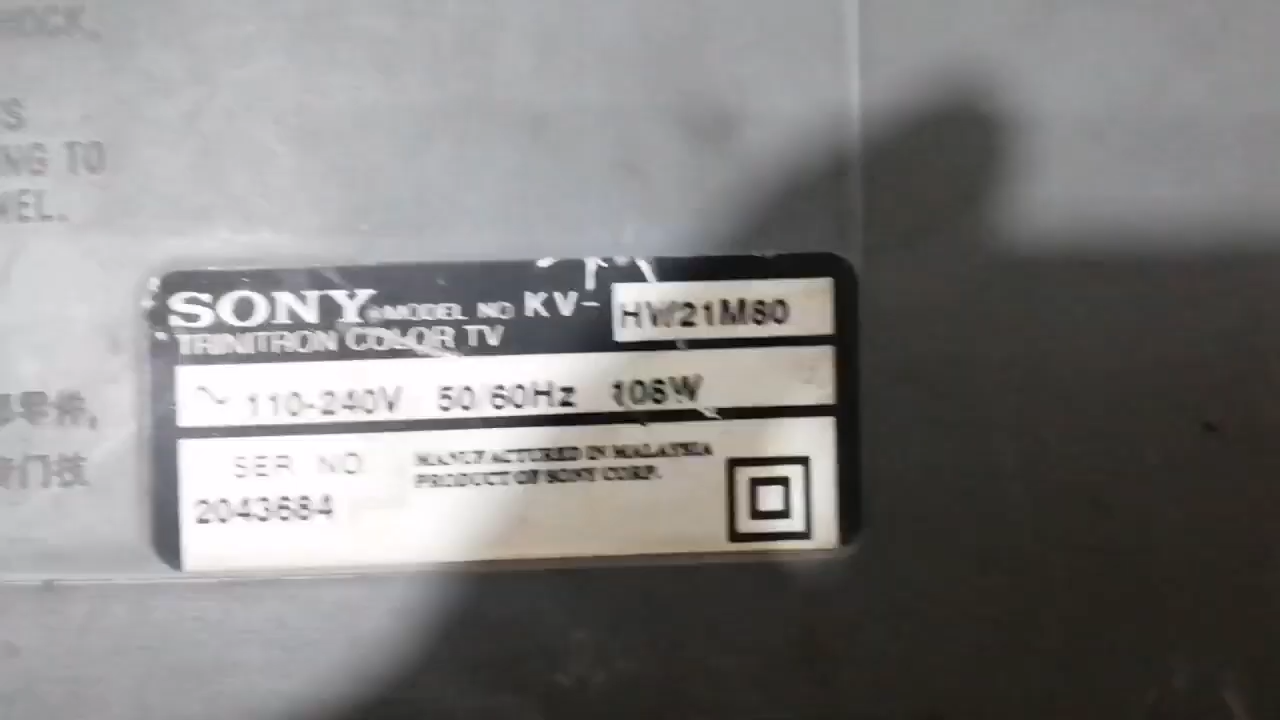 HOCK.
NG TO
SONY MODEL NO KV- HW21M80
TRINITRON COLOR TV
~ 110-240V 50/60Hz 106W
SER NO
2043684
MANUFACTURED IN MALAYSIA
PRODUCT OF SONY CORP.